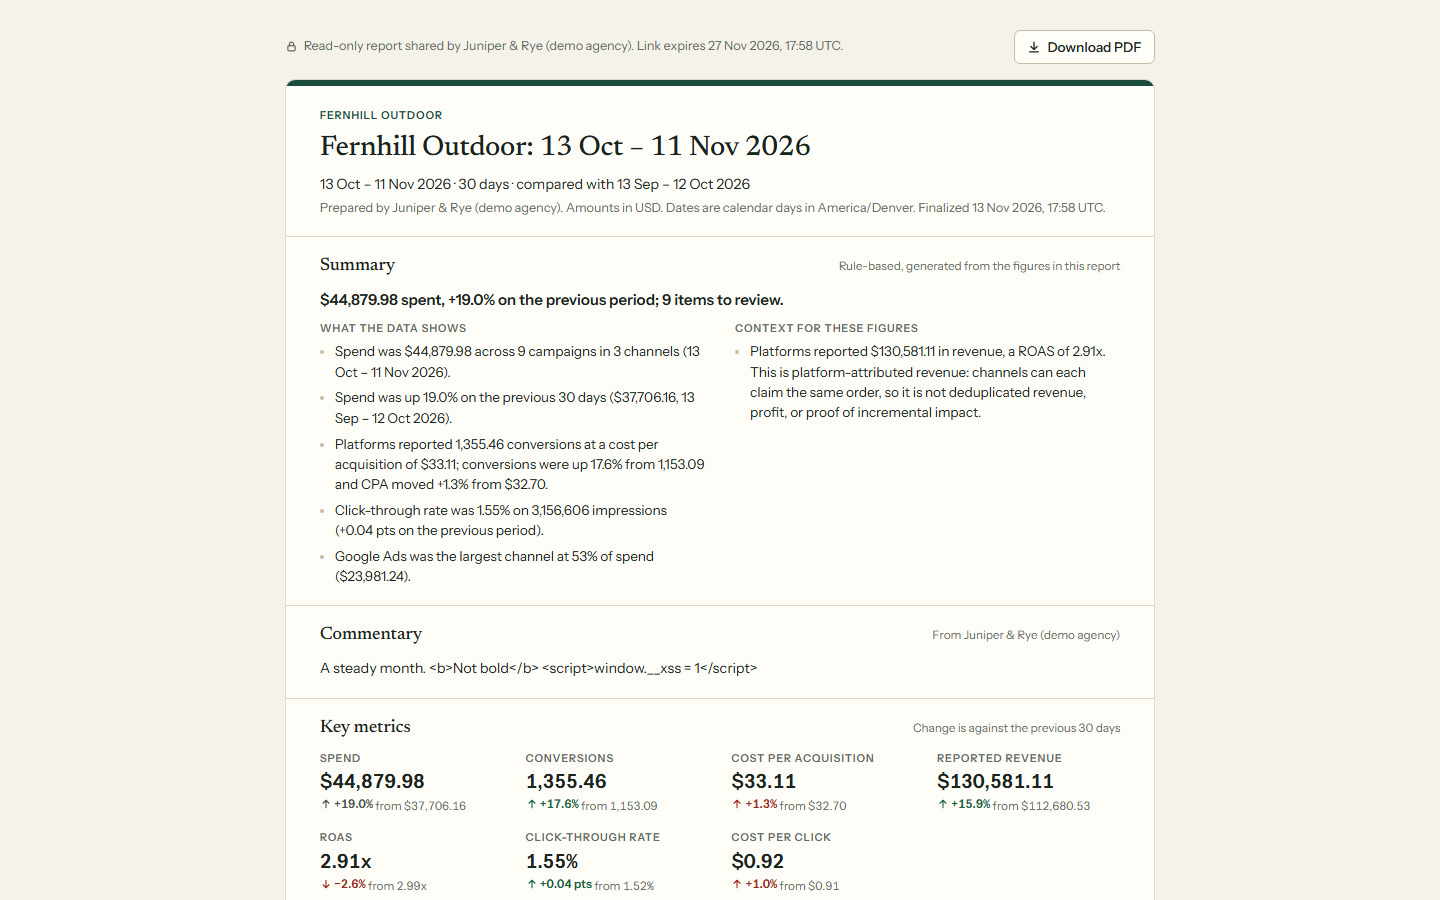 Read-only report shared by Juniper & Rye (demo agency). Link expires 27 Nov 2026, 17:58 UTC.
Download PDF
FERNHILL OUTDOOR
Fernhill Outdoor: 13 Oct – 11 Nov 2026
13 Oct – 11 Nov 2026 · 30 days · compared with 13 Sep – 12 Oct 2026
Prepared by Juniper & Rye (demo agency). Amounts in USD. Dates are calendar days in America/Denver. Finalized 13 Nov 2026, 17:58 UTC.
Summary
Rule-based, generated from the figures in this report
$44,879.98 spent, +19.0% on the previous period; 9 items to review.
WHAT THE DATA SHOWS
• Spend was $44,879.98 across 9 campaigns in 3 channels (13
Oct – 11 Nov 2026).
• Spend was up 19.0% on the previous 30 days ($37,706.16, 13
Sep – 12 Oct 2026).
• Platforms reported 1,355.46 conversions at a cost per
acquisition of $33.11; conversions were up 17.6% from 1,153.09
and CPA moved +1.3% from $32.70.
• Click-through rate was 1.55% on 3,156,606 impressions
(+0.04 pts on the previous period).
• Google Ads was the largest channel at 53% of spend
($23,981.24).
CONTEXT FOR THESE FIGURES
• Platforms reported $130,581.11 in revenue, a ROAS of 2.91x.
This is platform-attributed revenue: channels can each
claim the same order, so it is not deduplicated revenue,
profit, or proof of incremental impact.
Commentary
From Juniper & Rye (demo agency)
A steady month. <b>Not bold</b> <script>window.__xss = 1</script>
Key metrics
Change is against the previous 30 days
SPEND
$44,879.98
↑ +19.0% from $37,706.16
CONVERSIONS
1,355.46
↑ +17.6% from 1,153.09
COST PER ACQUISITION
$33.11
↑ +1.3% from $32.70
REPORTED REVENUE
$130,581.11
↑ +15.9% from $112,680.53
ROAS
2.91x
↓ −2.6% from 2.99x
CLICK-THROUGH RATE
1.55%
↑ +0.04 pts from 1.52%
COST PER CLICK
$0.92
↑ +1.0% from $0.91